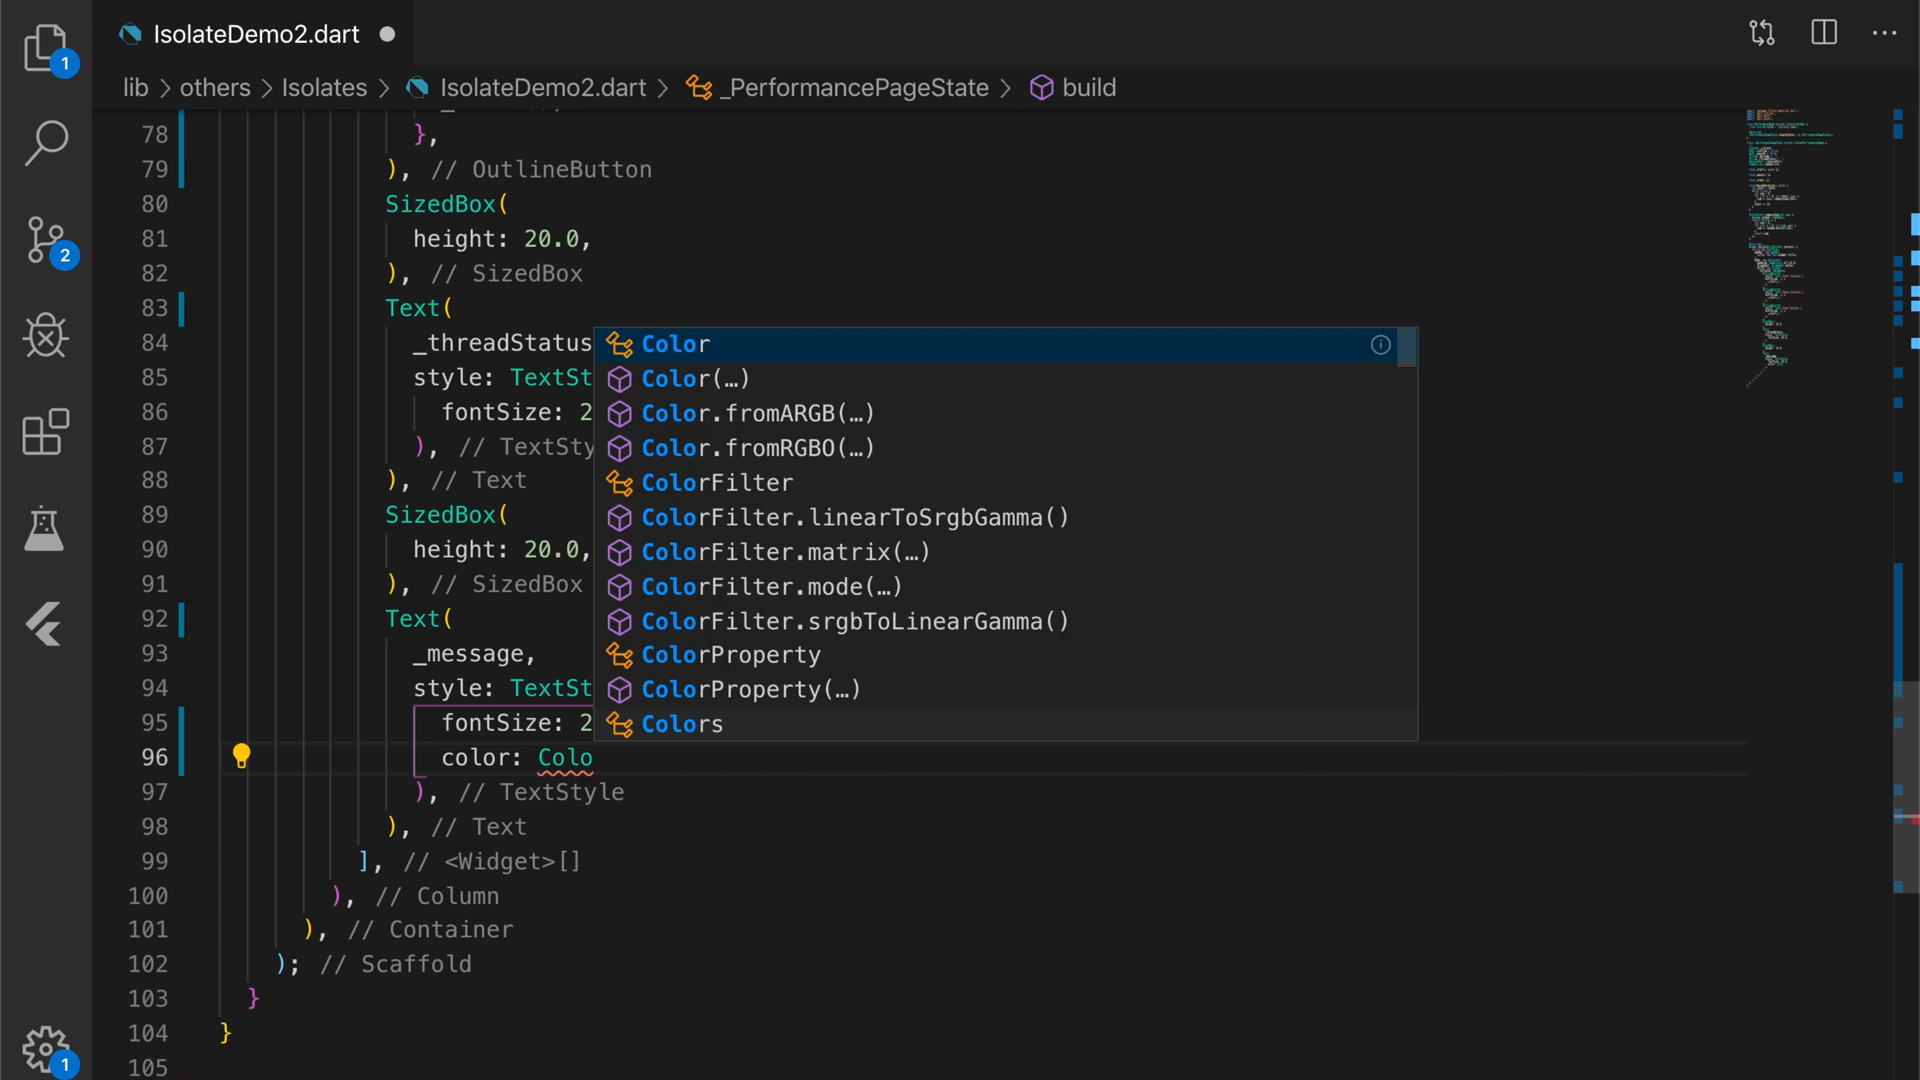 IsolateDemo2.dart
1
lib > others > Isolates > IsolateDemo2.dart > _PerformancePageState > build
78 },
79 ), // OutlineButton
80 SizedBox(
81 height: 20.0,
82 ), // SizedBox
83 Text(
84 _threadStatus
85 style: TextSt
86 fontSize: 2
87 ), // TextSty
88 ), // Text
89 SizedBox(
90 height: 20.0,
91 ), // SizedBox
92 Text(
93 _message,
94 style: TextSt
95 fontSize: 2
96 color: Colo
97 ), // TextStyle
98 ), // Text
99 ], // <Widget>[]
100 ), // Column
101 ), // Container
102 ); // Scaffold
103 }
104 }
105
Color
Color(…)
Color.fromARGB(…)
Color.fromRGBO(…)
ColorFilter
ColorFilter.linearToSrgbGamma()
ColorFilter.matrix(…)
ColorFilter.mode(…)
ColorFilter.srgbToLinearGamma()
ColorProperty
ColorProperty(…)
Colors
2
1